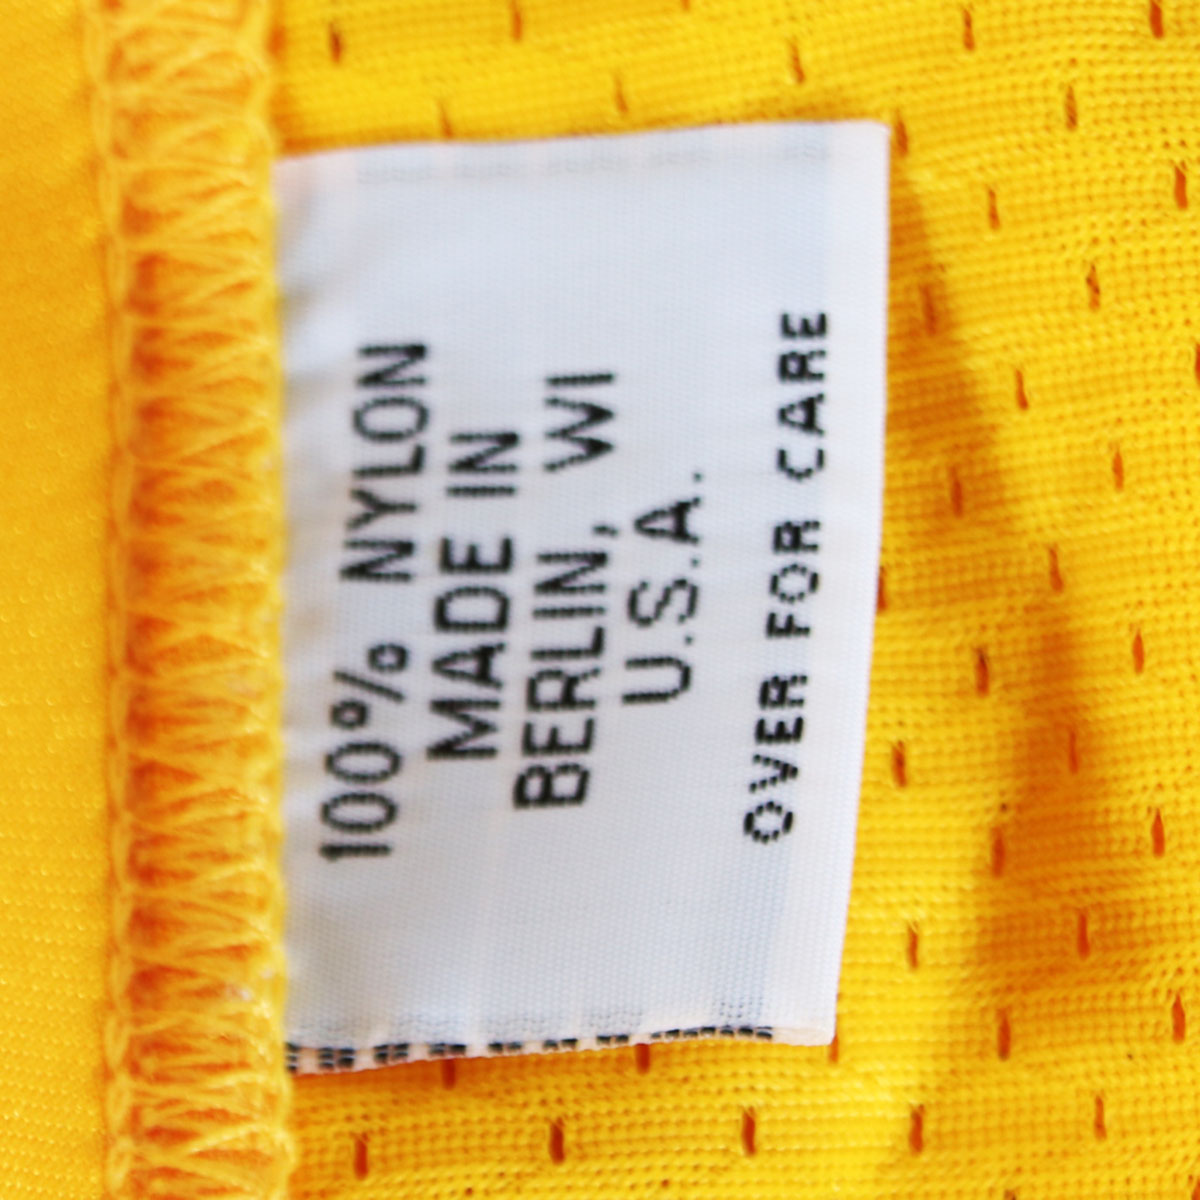 100% NYLON
MADE IN
BERLIN, WI
U.S.A.
OVER FOR CARE